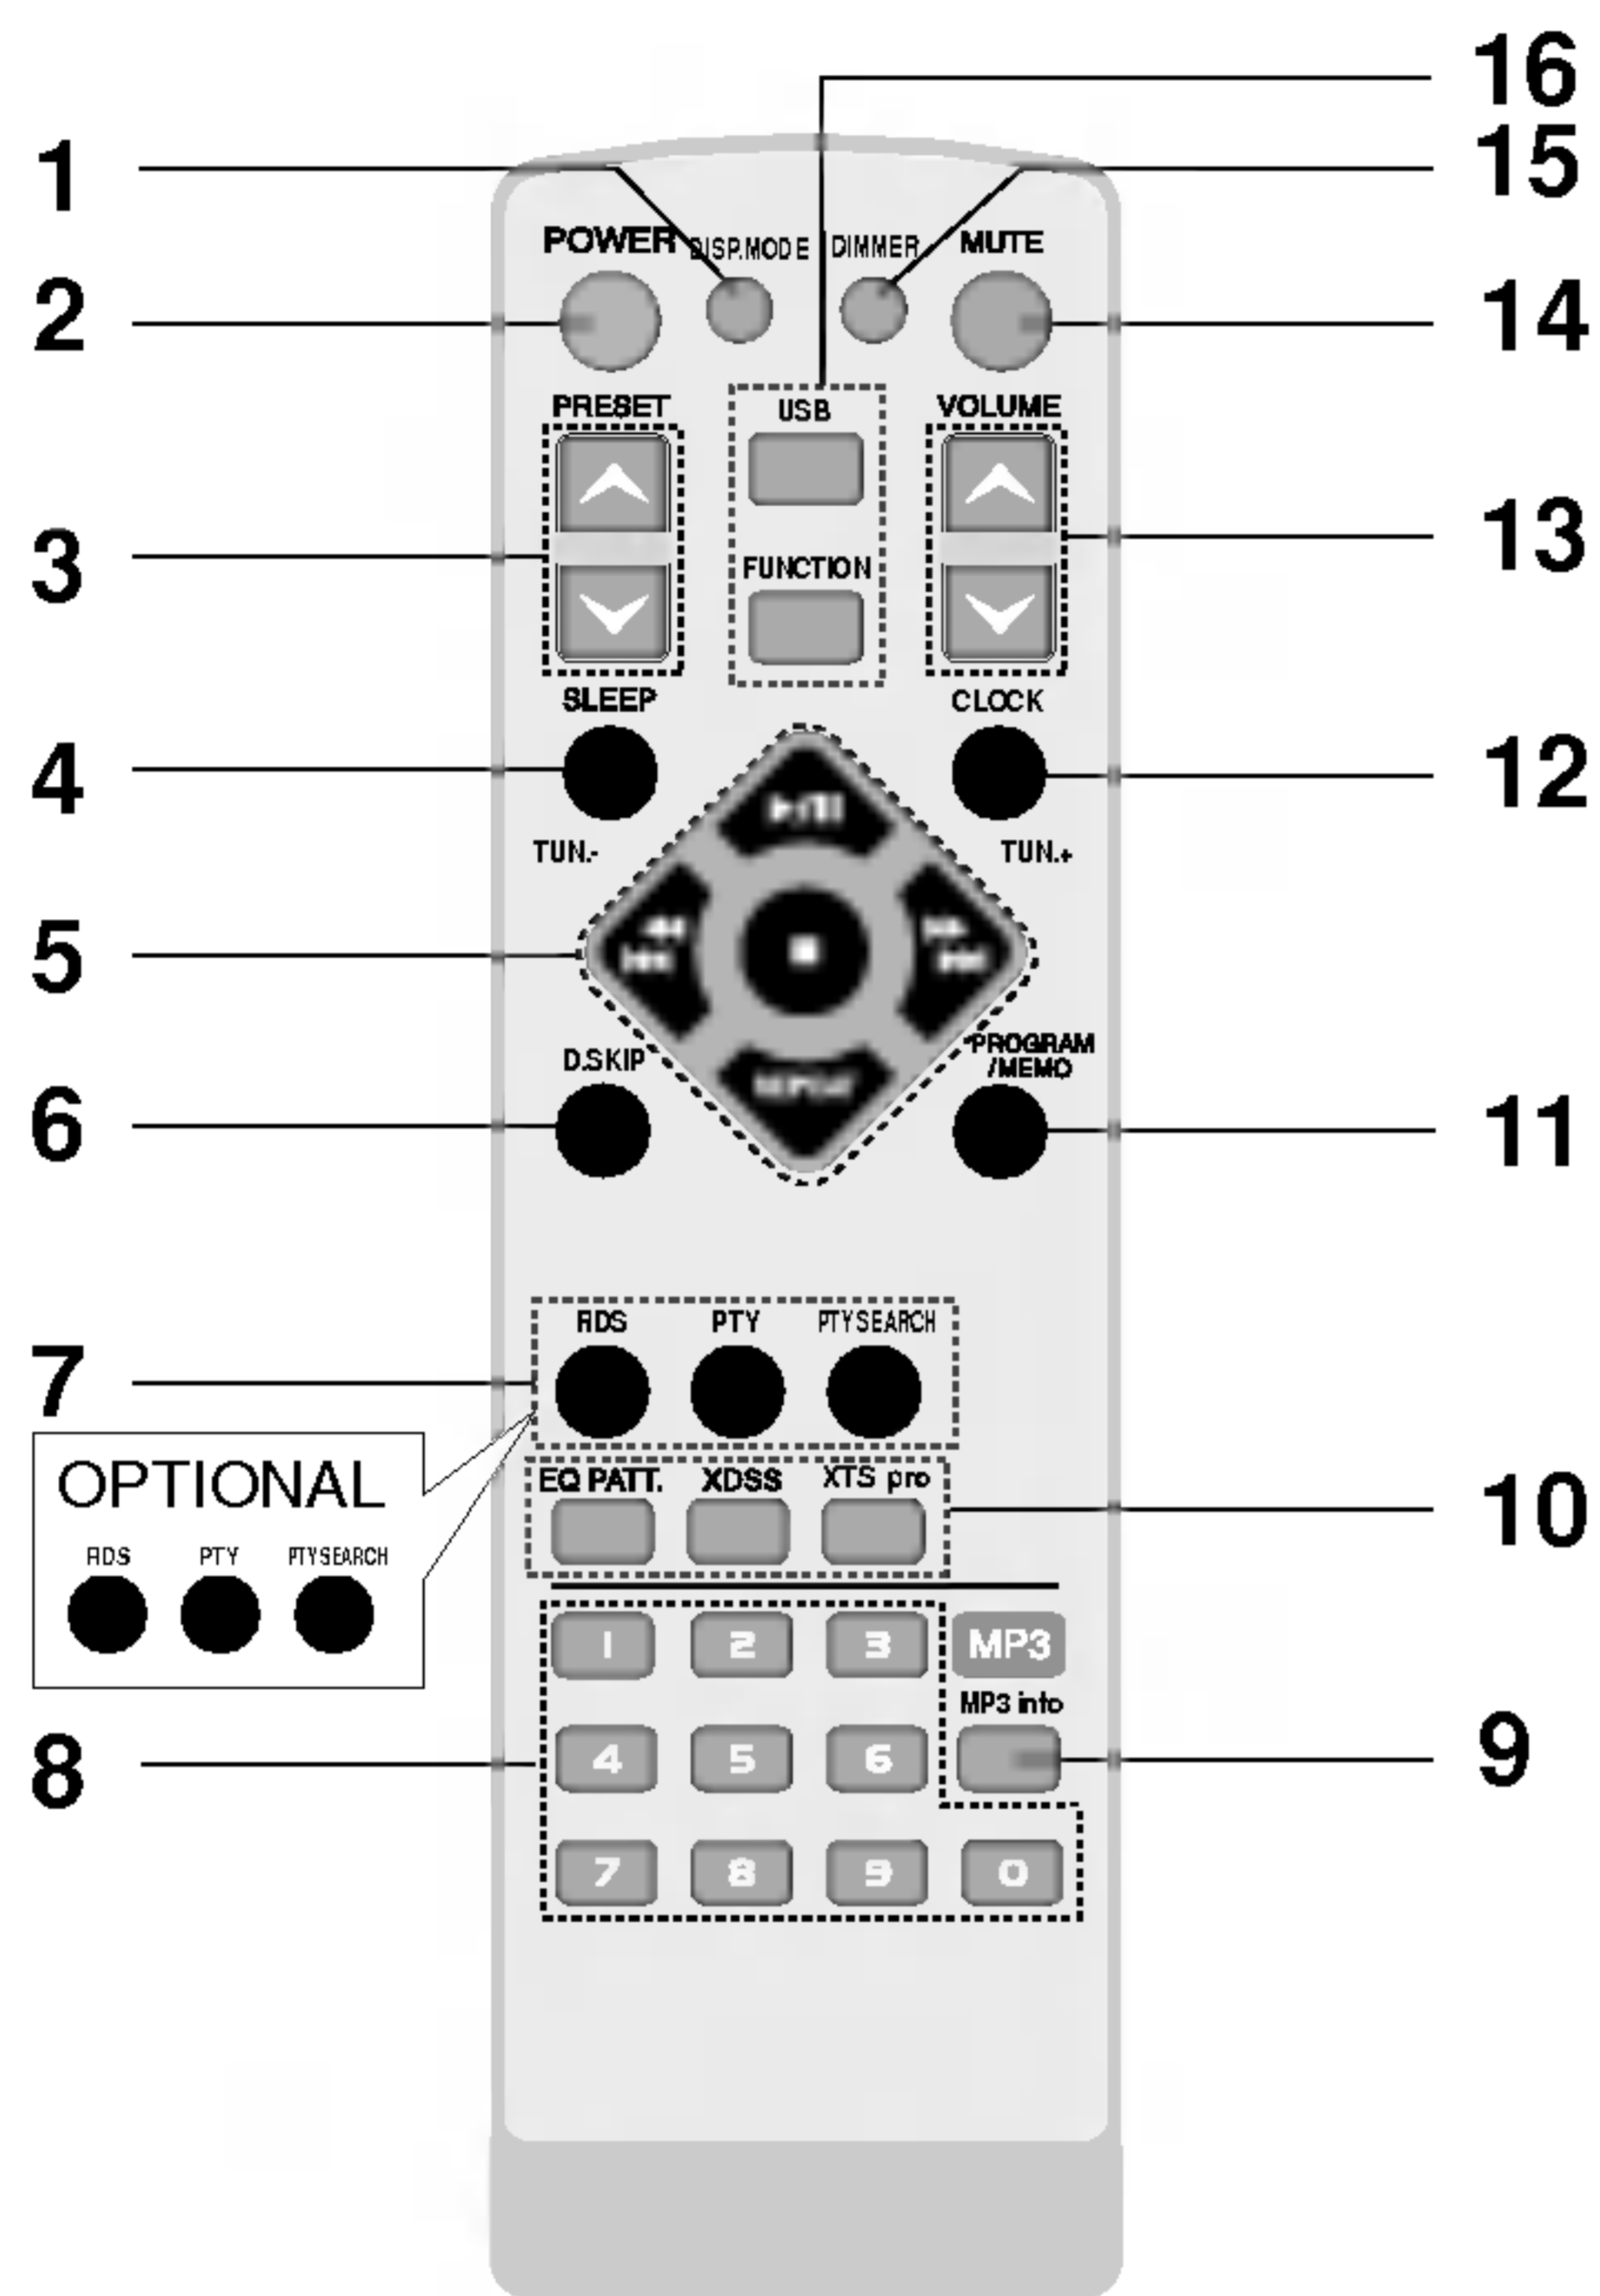 16
1
15
POWER DISP.MODE DIMMER MUTE
2
14
PRESET USB VOLUME
3
13
FUNCTION
SLEEP CLOCK
4
12
TUN.- TUN.+
5
D.SKIP PROGRAM
/MEMO
6
11
RDS PTY PTY SEARCH
7
OPTIONAL
RDS PTY PTY SEARCH
EQ PATT. XDSS XTS pro
10
1 2 3 MP3
MP3 info
8
4 5 6
9
7 8 9 0